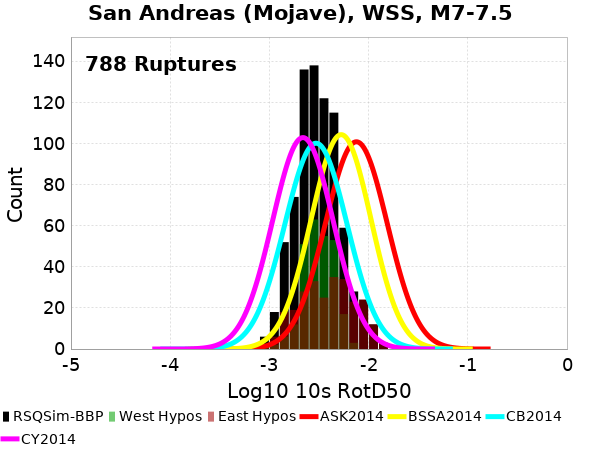 San Andreas (Mojave), WSS, M7-7.5
788 Ruptures
Count
140
120
100
80
60
40
20
0
-5 -4 -3 -2 -1 0
Log10 10s RotD50
RSQSim-BBP West Hypos East Hypos ASK2014 BSSA2014 CB2014
CY2014